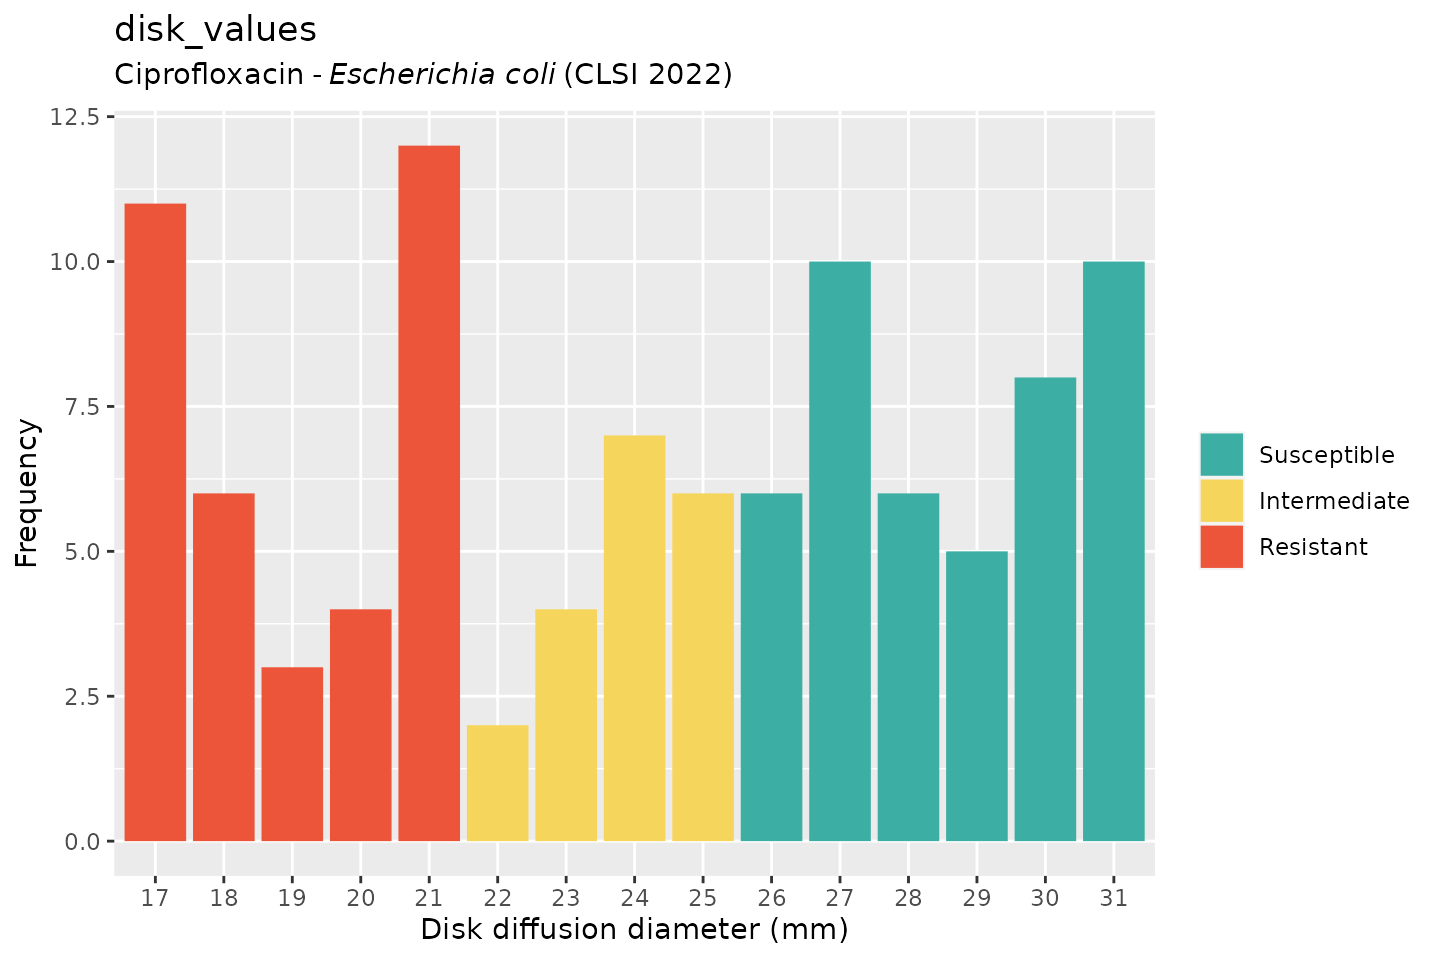 disk_values
Ciprofloxacin - Escherichia coli (CLSI 2022)
12.5
10.0
7.5
5.0
2.5
0.0
Frequency
17 18 19 20 21 22 23 24 25 26 27 28 29 30 31
Disk diffusion diameter (mm)
Susceptible
Intermediate
Resistant